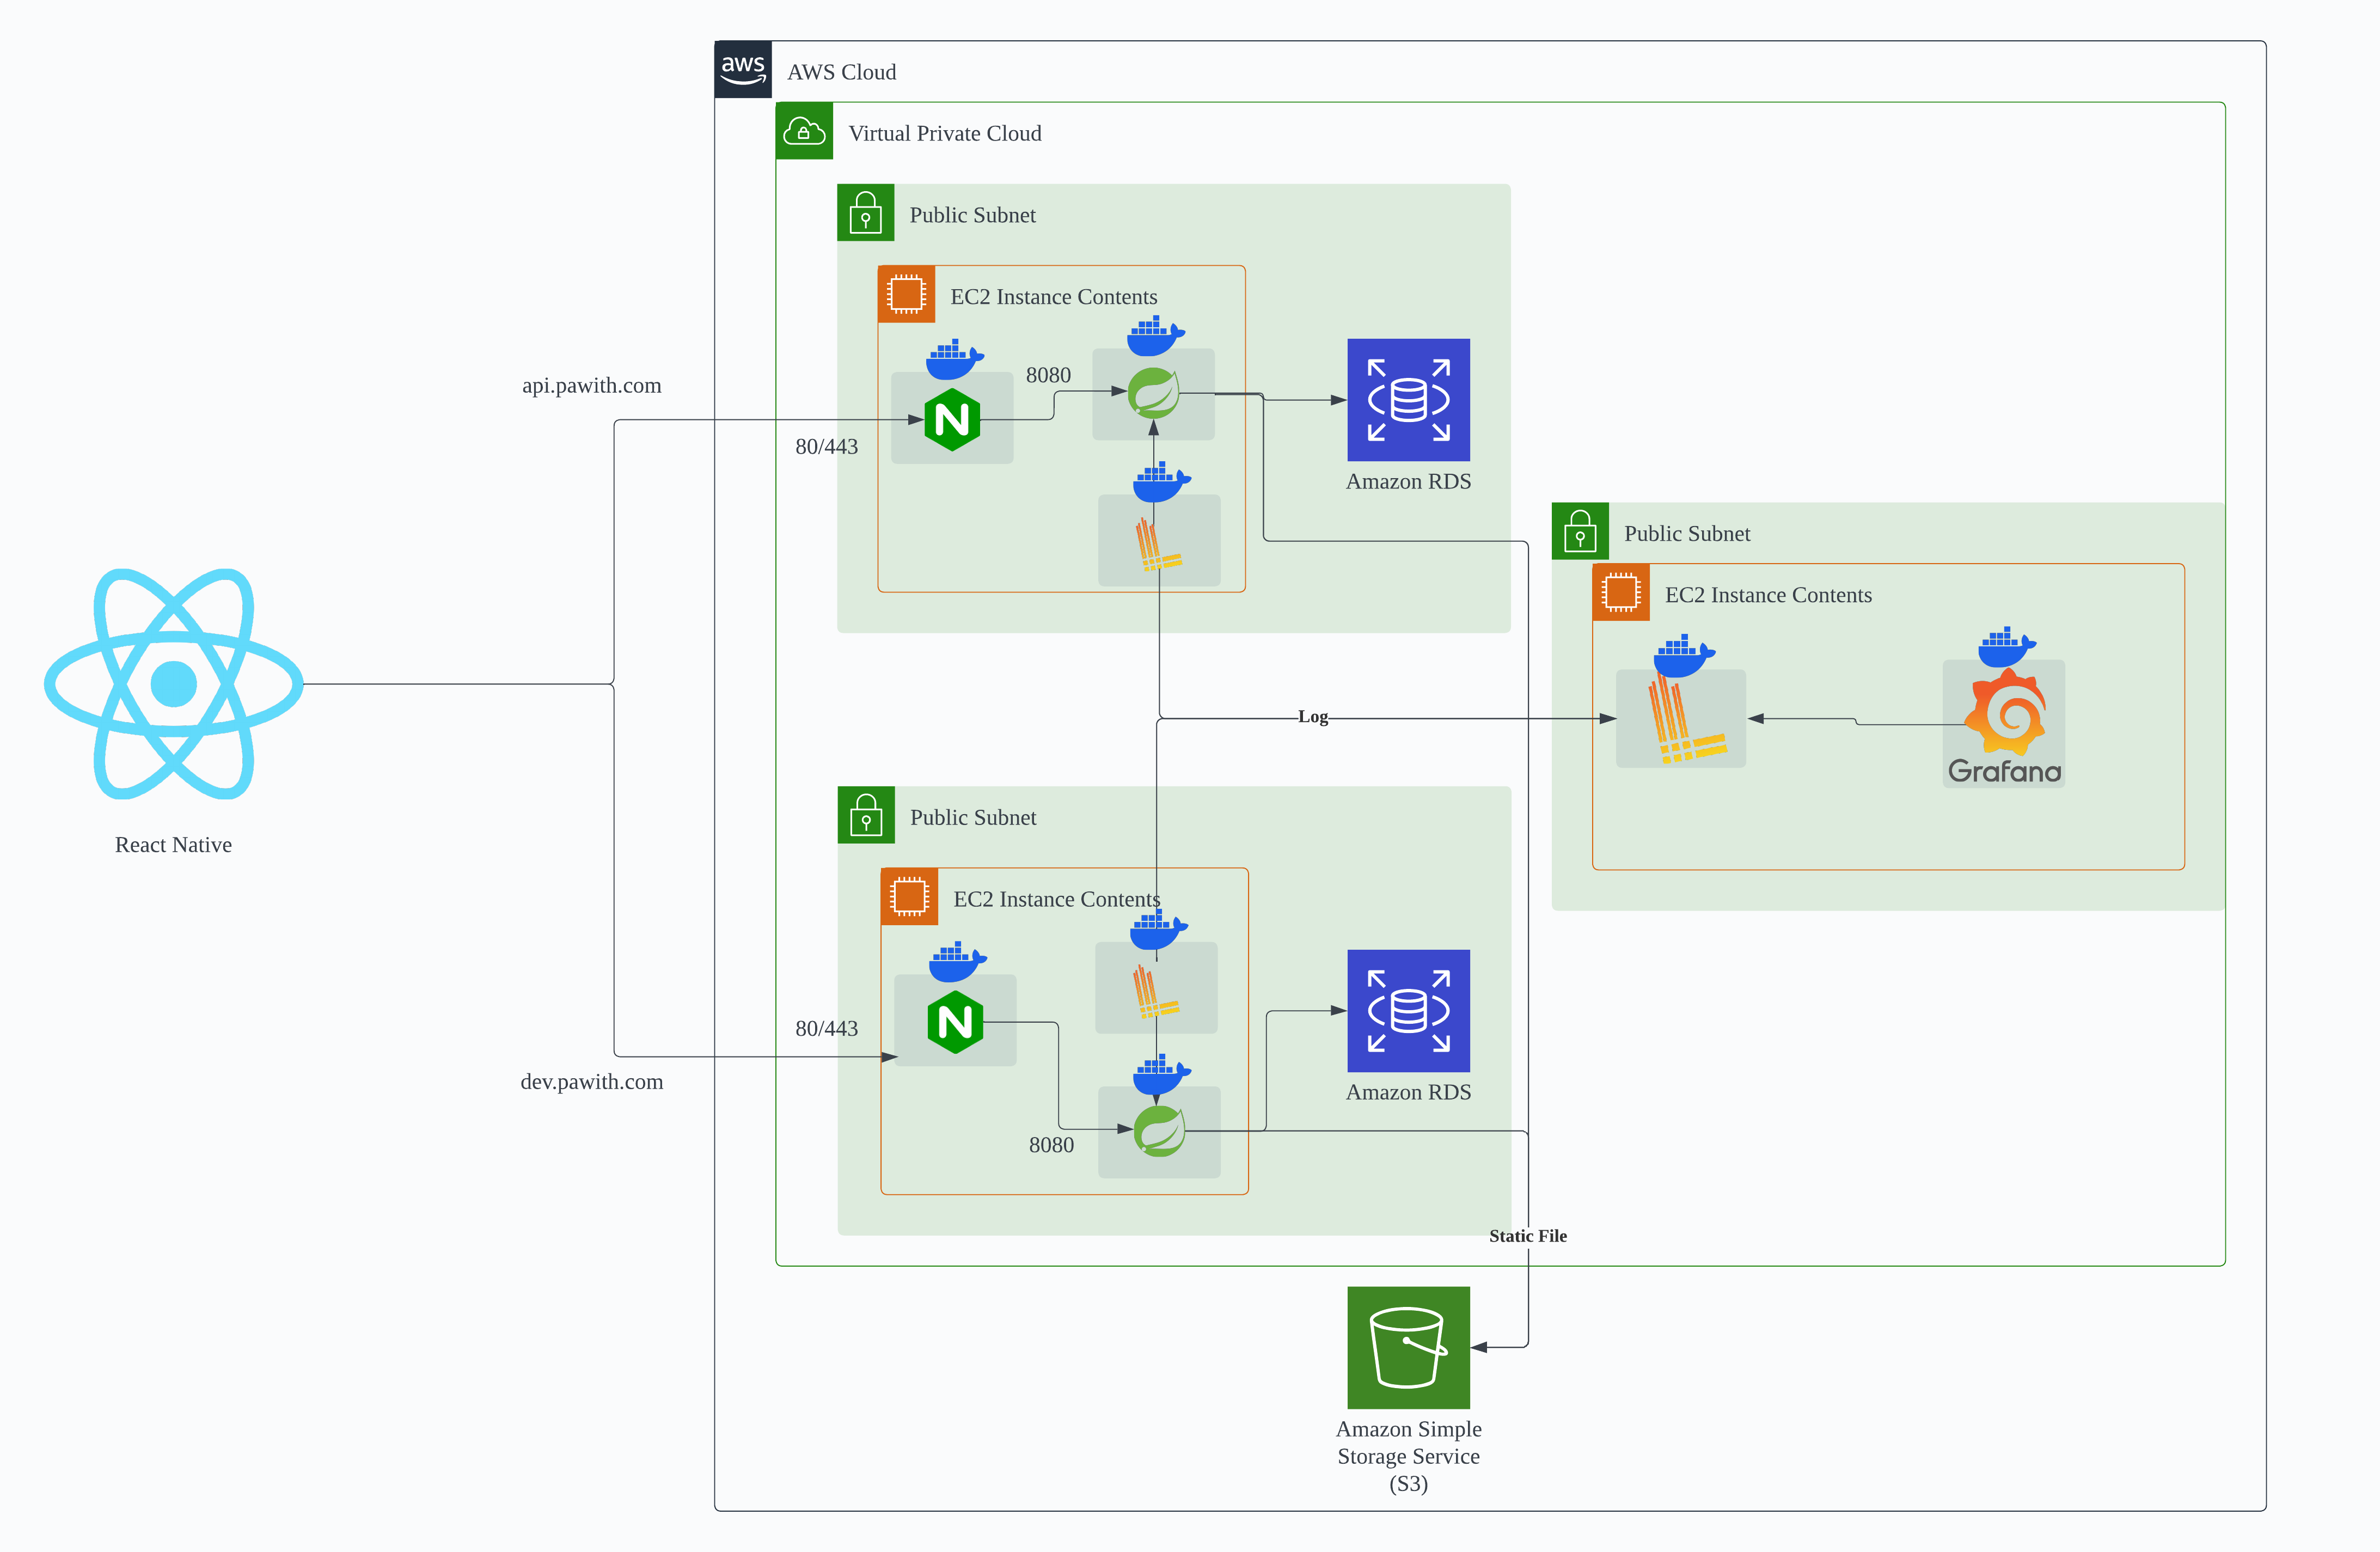 aws
AWS Cloud
Virtual Private Cloud
Public Subnet
EC2 Instance Contents
api.pawith.com
8080
80/443
N
Amazon RDS
Public Subnet
EC2 Instance Contents
Log
Grafana
React Native
Public Subnet
EC2 Instance Contents
80/443
N
dev.pawith.com
8080
Amazon RDS
Static File
Amazon Simple
Storage Service
(S3)